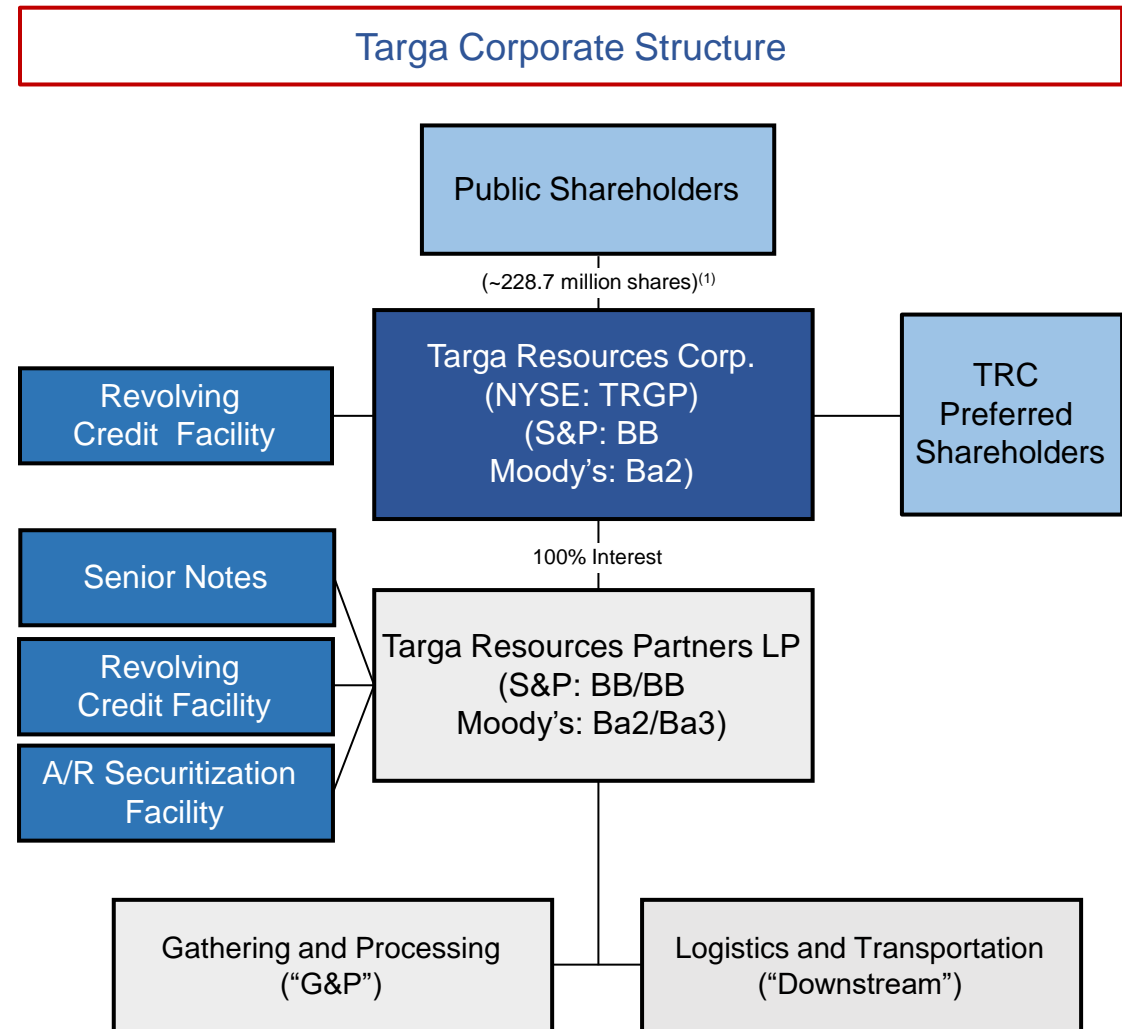 Targa Corporate Structure
Public Shareholders
(~228.7 million shares)(1)
Targa Resources Corp.
(NYSE: TRGP)
(S&P: BB
Moody’s: Ba2)
Revolving
Credit Facility
TRC
Preferred
Shareholders
100% Interest
Senior Notes
Revolving
Credit Facility
A/R Securitization
Facility
Targa Resources Partners LP
(S&P: BB/BB
Moody’s: Ba2/Ba3)
Gathering and Processing
(“G&P”)
Logistics and Transportation
(“Downstream”)